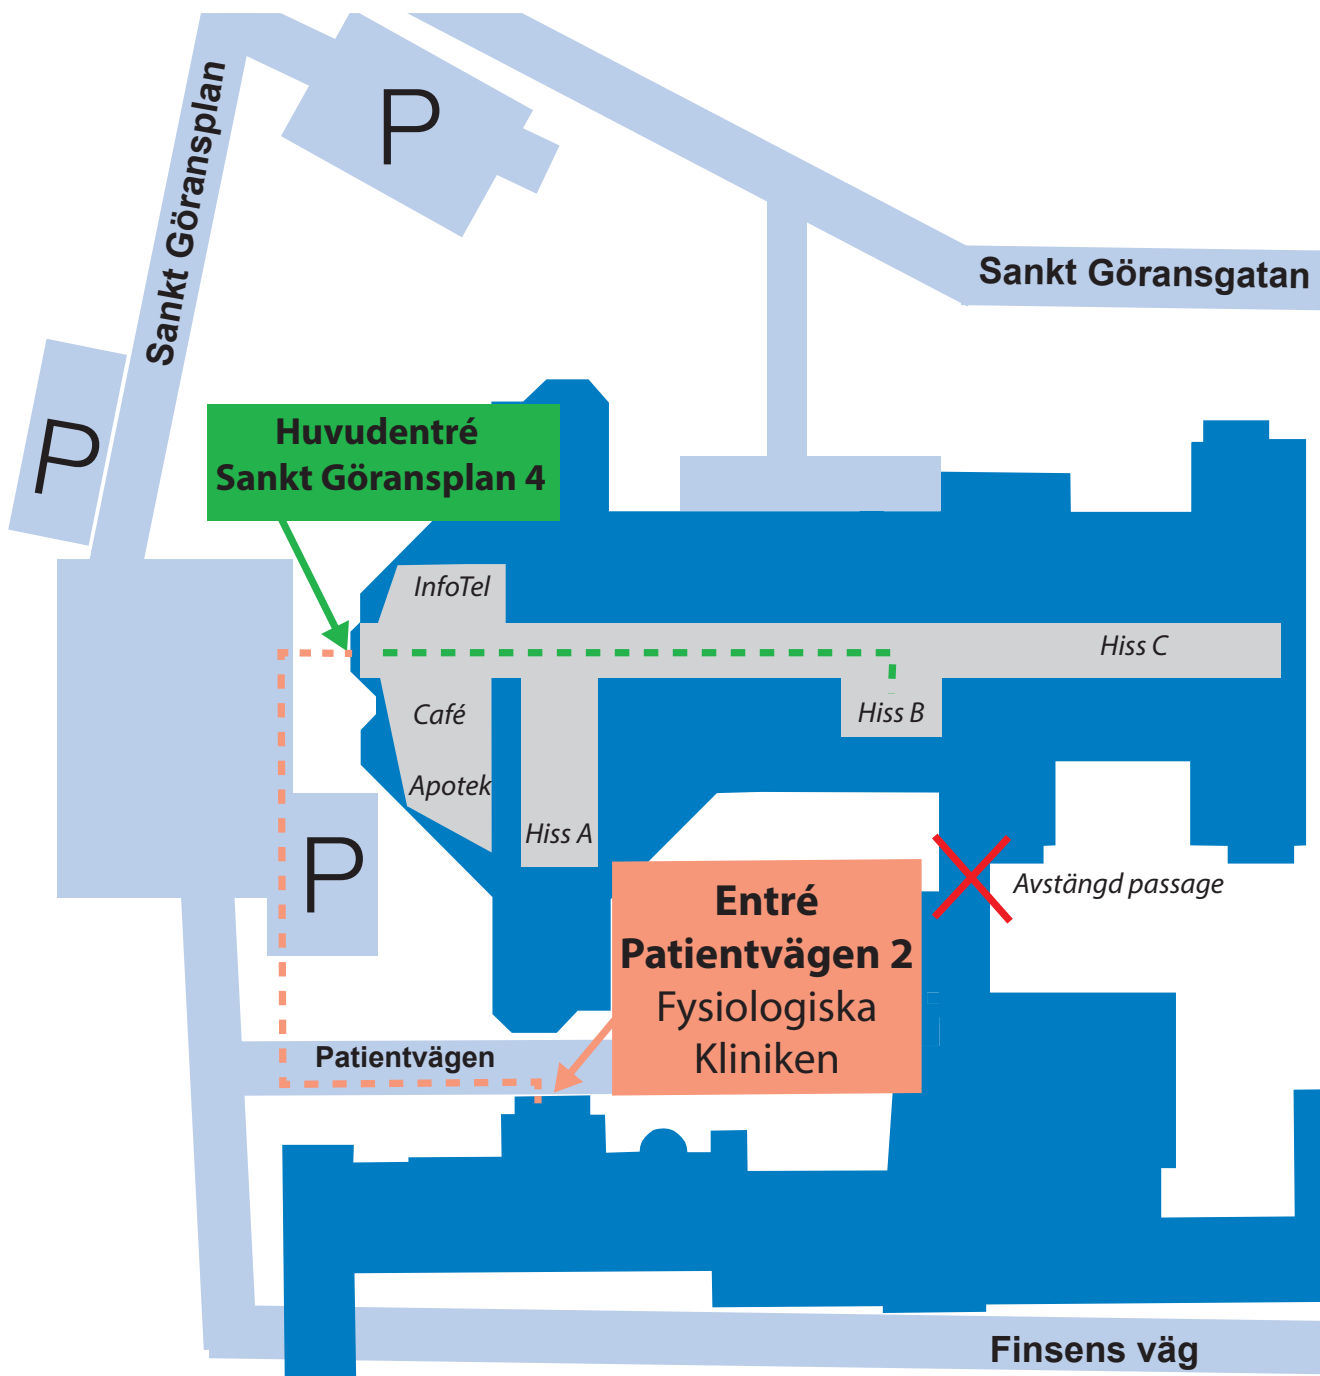 P
Sankt Göransplan
Sankt Göransgatan
P
Huvudentré
Sankt Göransplan 4
InfoTel
Hiss C
Café
Hiss B
Apotek
Hiss A
P
Avstängd passage
Entré
Patientvägen 2
Fysiologiska
Kliniken
Patientvägen
Finsens väg